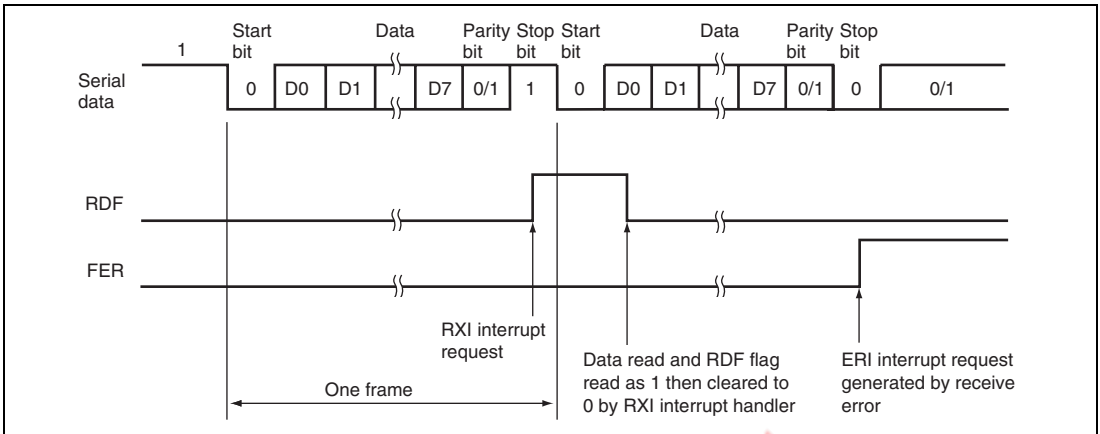 Start Data Parity Stop Start Data Parity Stop
1 bit bit bit bit bit bit
Serial data
0 D0 D1 D7 0/1 1 0 D0 D1 D7 0/1 0 0/1
RDF
FER
RXI interrupt
request
Data read and RDF flag
read as 1 then cleared to
0 by RXI interrupt handler
ERI interrupt request
generated by receive
error
One frame